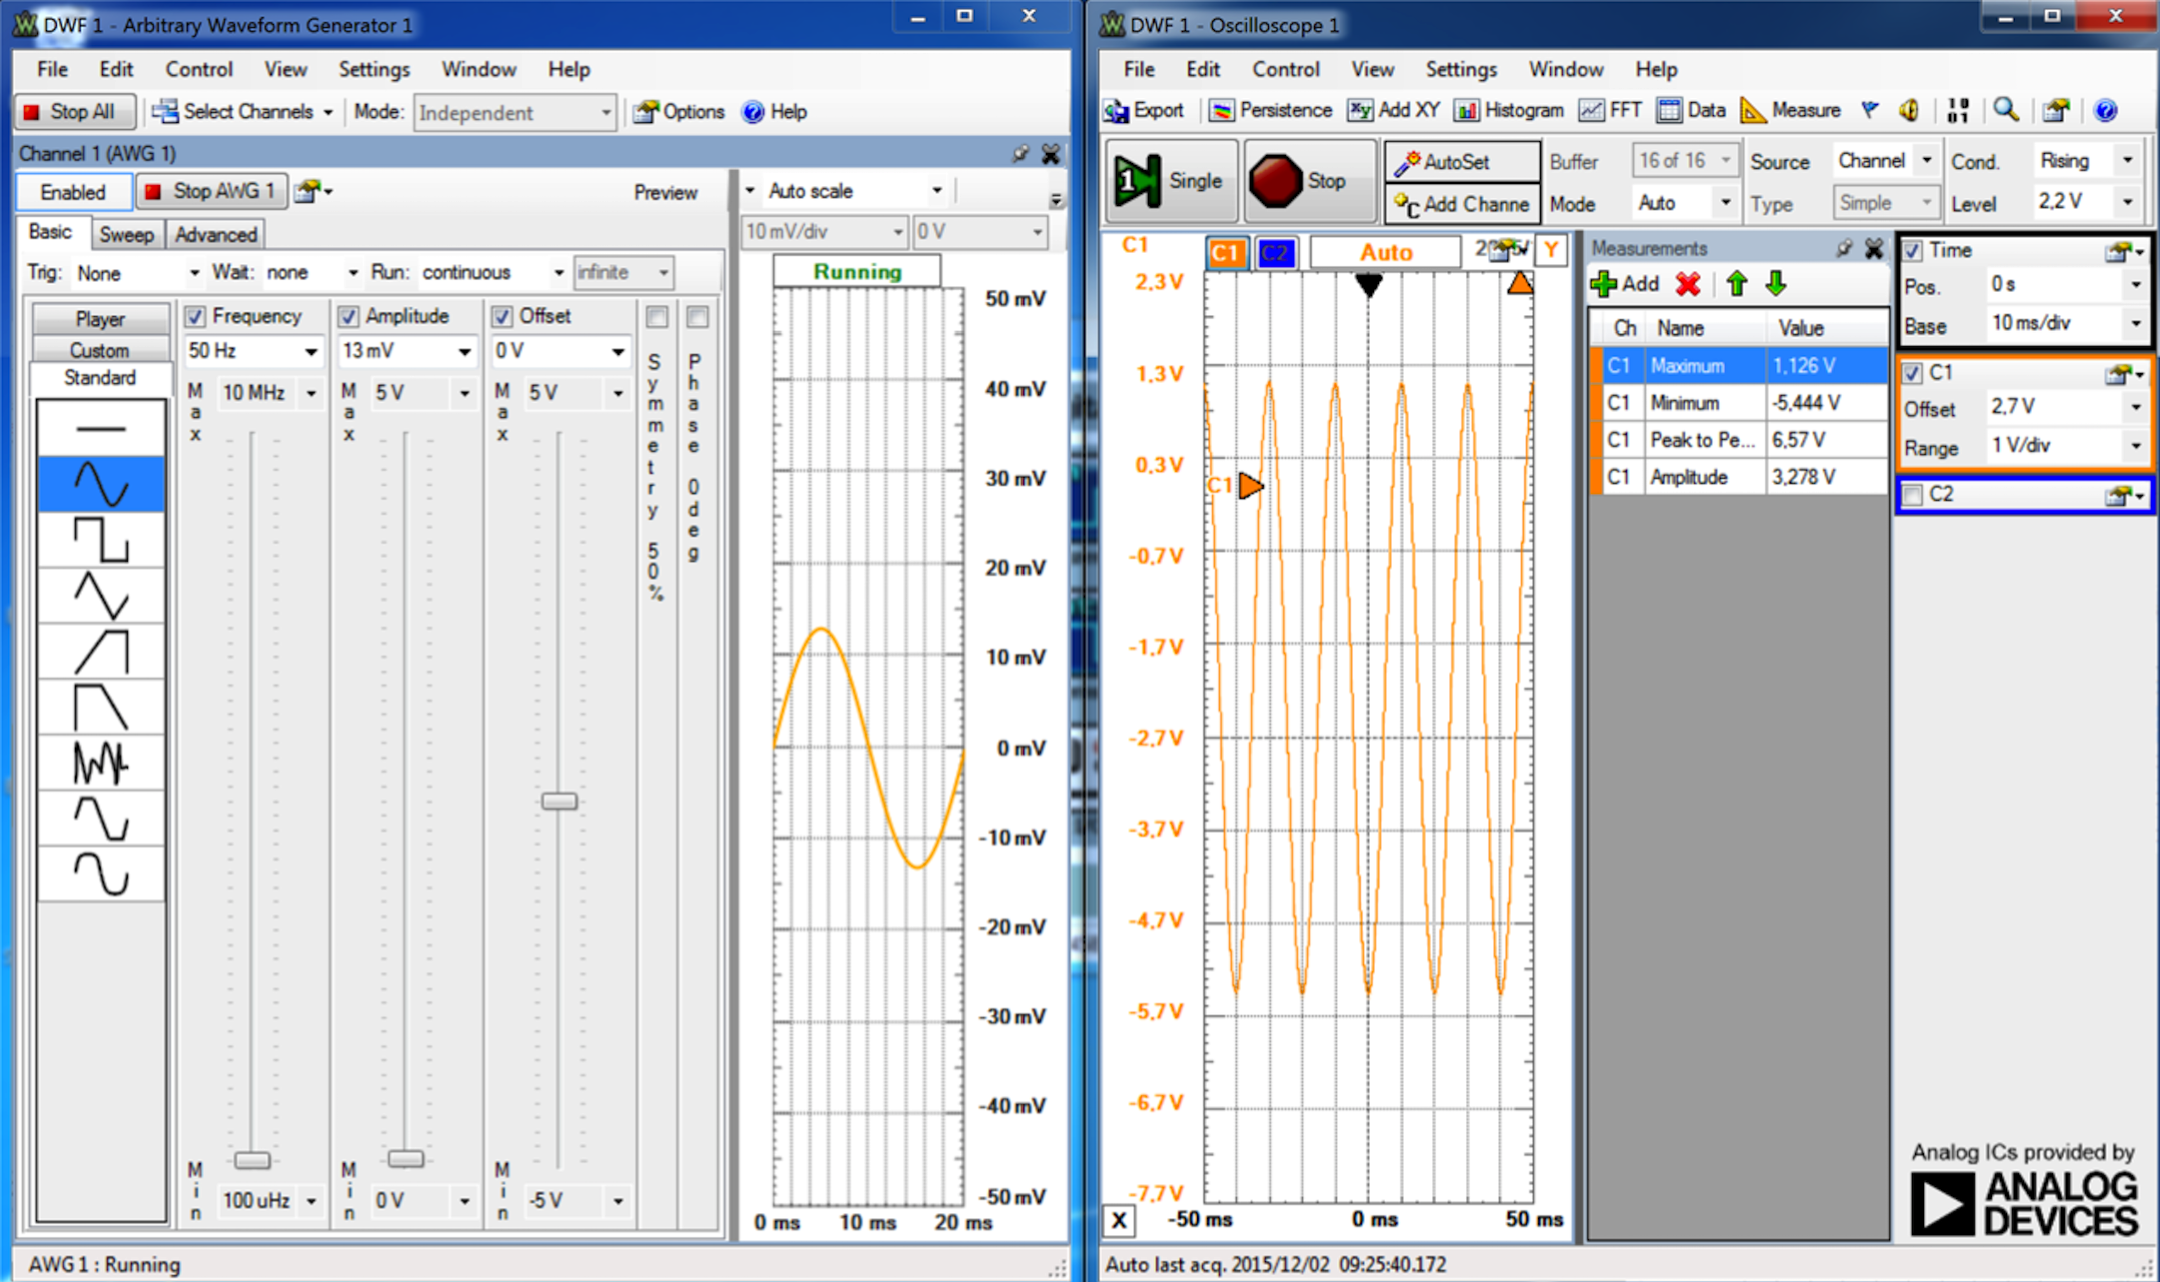 DWF 1 - Arbitrary Waveform Generator 1
File Edit Control View Settings Window Help
Stop All Select Channels Mode: Independent Options Help
Channel 1 (AWG 1)
Enabled Stop AWG 1 Preview
Auto scale
10 mV/div 0 V
Basic Sweep Advanced
Trig: None Wait: none Run: continuous infinite
Running
Player
Custom
Standard
Frequency
50 Hz
Max 10 MHz
Min 100 uHz
Amplitude
13 mV
Max 5 V
Min 0 V
Offset
0 V
Max 5 V
Min -5 V
Symmetry 50%
Phase 0 deg
50 mV
40 mV
30 mV
20 mV
10 mV
0 mV
-10 mV
-20 mV
-30 mV
-40 mV
-50 mV
0 ms 10 ms 20 ms
AWG 1 : Running
DWF 1 - Oscilloscope 1
File Edit Control View Settings Window Help
Export Persistence Add XY Histogram FFT Data Measure
1 Single Stop AutoSet Buffer 16 of 16 Source Channel Cond. Rising
Add Channe Mode Auto Type Simple Level 2,2 V
C1 C1 C2 Auto Y
2,3 V
1,3 V
0,3 V
C1
-0,7 V
-1,7 V
-2,7 V
-3,7 V
-4,7 V
-5,7 V
-6,7 V
-7,7 V
X -50 ms 0 ms 50 ms
Measurements
Add
Ch Name Value
C1 Maximum 1,126 V
C1 Minimum -5,444 V
C1 Peak to Pe... 6,57 V
C1 Amplitude 3,278 V
Time
Pos. 0 s
Base 10 ms/div
C1
Offset 2,7 V
Range 1 V/div
C2
Analog ICs provided by
ANALOG
DEVICES
Auto last acq. 2015/12/02 09:25:40.172